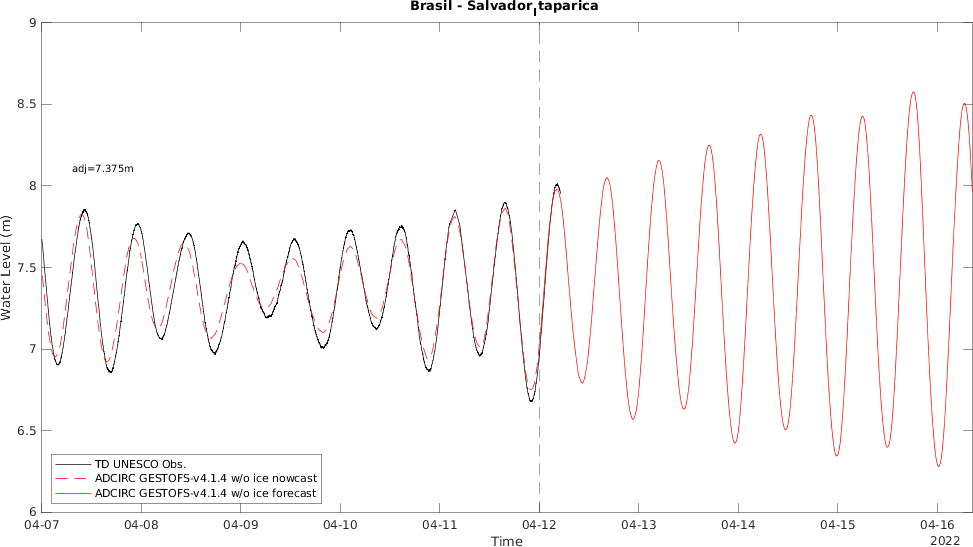 Brasil - Salvador Itaparica
9
8.5
8
7.5
7
6.5
6
Water Level (m)
adj=7.375m
TD UNESCO Obs.
ADCIRC GESTOFS-v4.1.4 w/o ice nowcast
ADCIRC GESTOFS-v4.1.4 w/o ice forecast
04-07 04-08 04-09 04-10 04-11 04-12 04-13 04-14 04-15 04-16
Time
2022